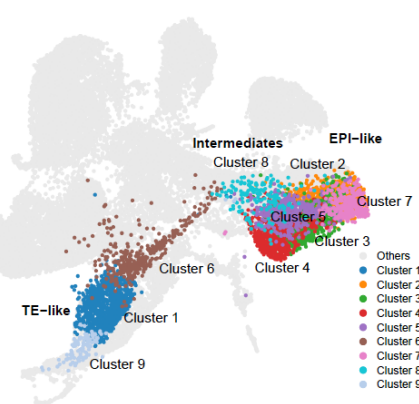 Intermediates
EPI-like
Cluster 8
Cluster 2
Cluster 7
Cluster 5
Cluster 3
Cluster 4
Cluster 6
TE-like
Cluster 1
Cluster 9
Others
Cluster 1
Cluster 2
Cluster 3
Cluster 4
Cluster 5
Cluster 6
Cluster 7
Cluster 8
Cluster 9